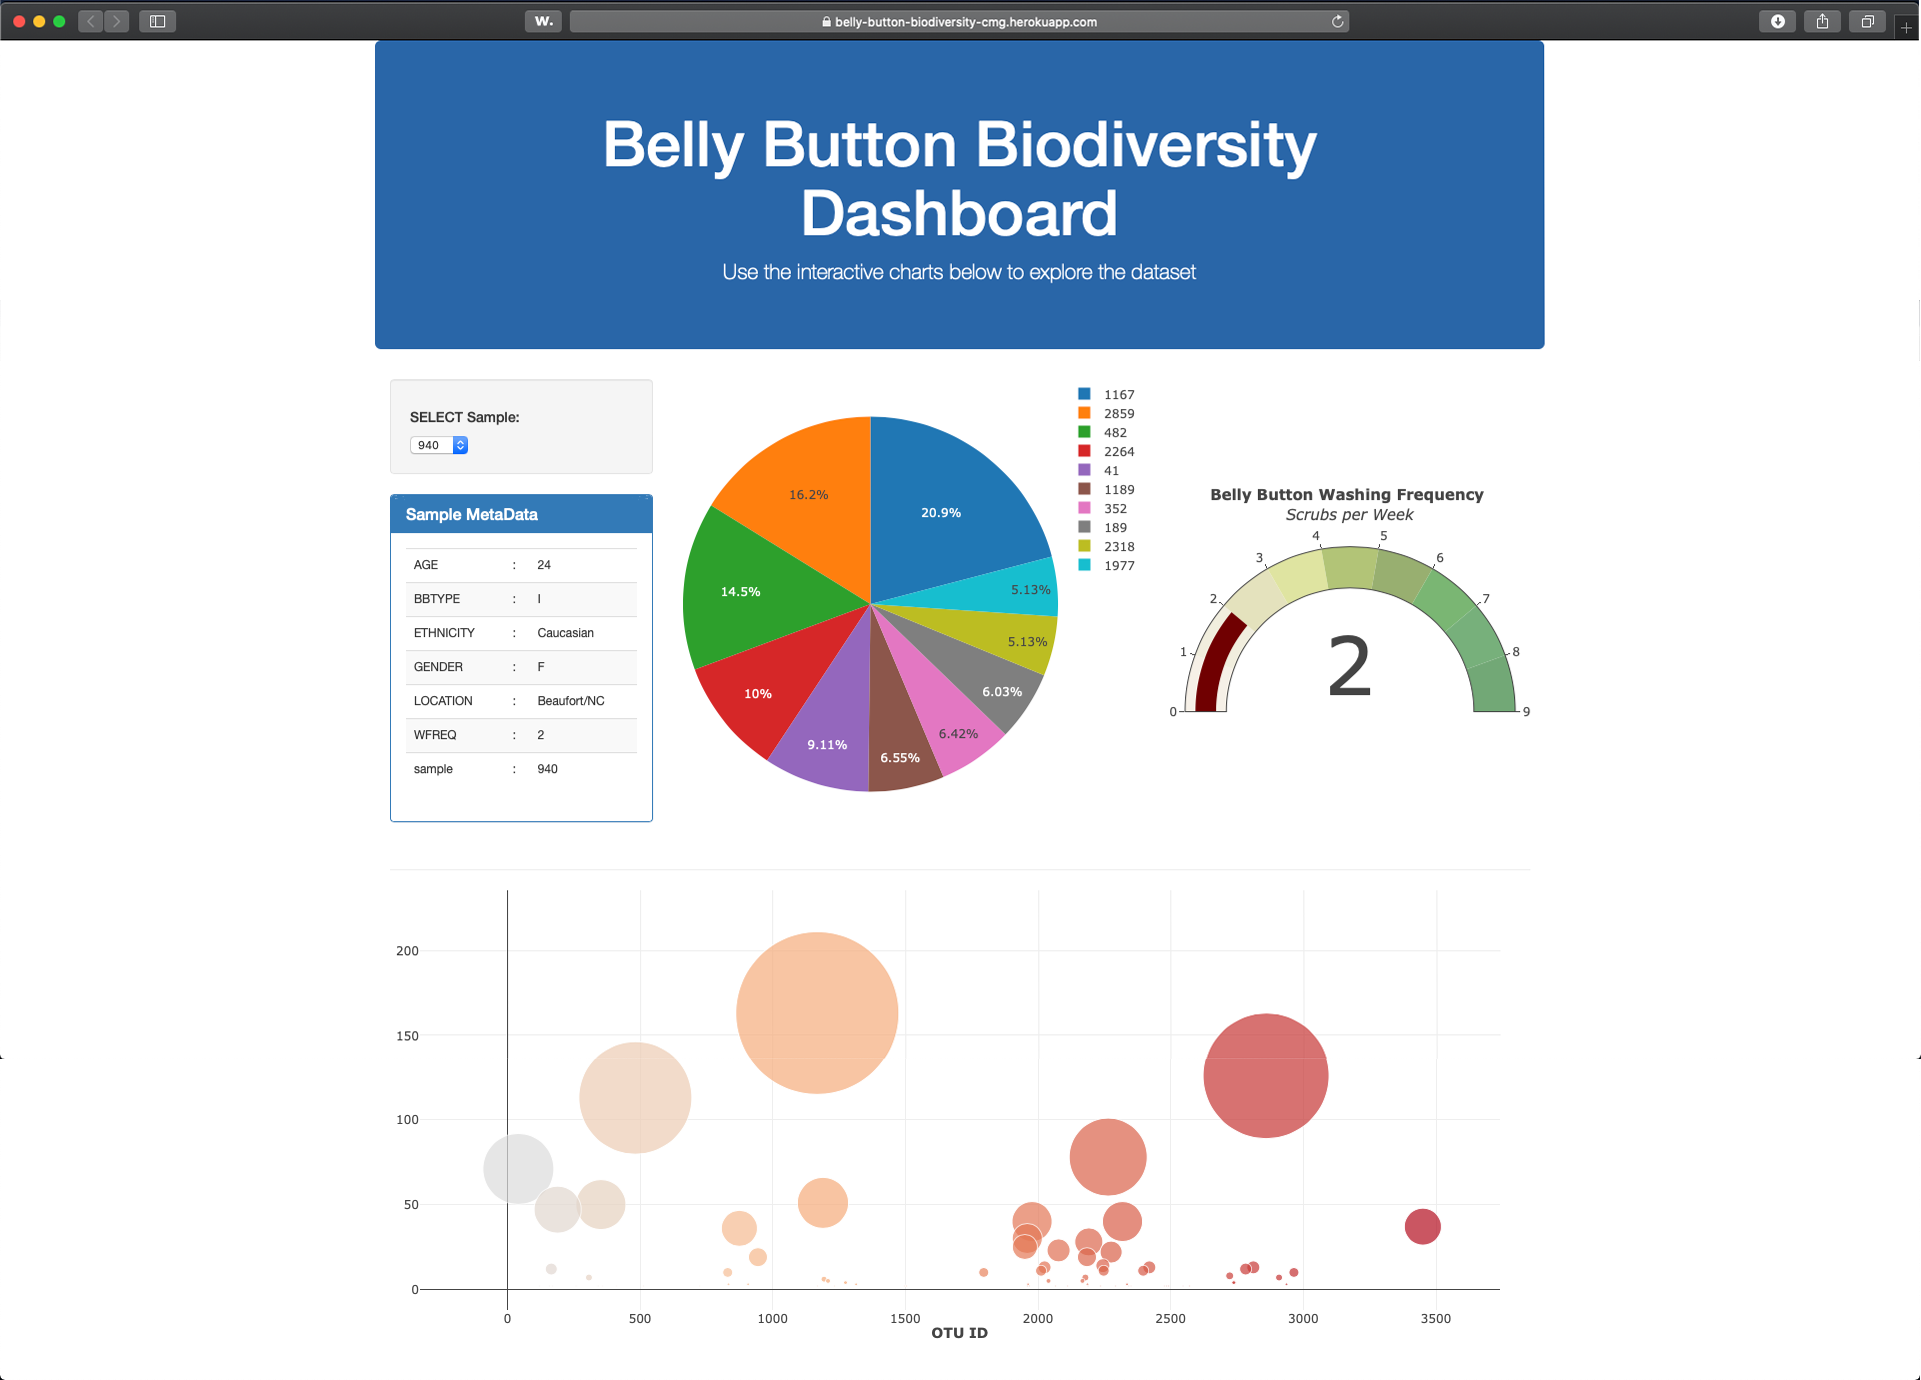 W.
belly-button-biodiversity-cmg.herokuapp.com
Belly Button Biodiversity
Dashboard
Use the interactive charts below to explore the dataset
SELECT Sample:
940
Sample MetaData
AGE : 24
BBTYPE : I
ETHNICITY : Caucasian
GENDER : F
LOCATION : Beaufort/NC
WFREQ : 2
sample : 940
20.9%
16.2%
14.5%
10%
9.11%
6.55%
6.42%
6.03%
5.13%
5.13%
1167
2859
482
2264
41
1189
352
189
2318
1977
Belly Button Washing Frequency
Scrubs per Week
0
1
2
3
4
5
6
7
8
9
2
200
150
100
50
0
0 500 1000 1500 2000 2500 3000 3500
OTU ID